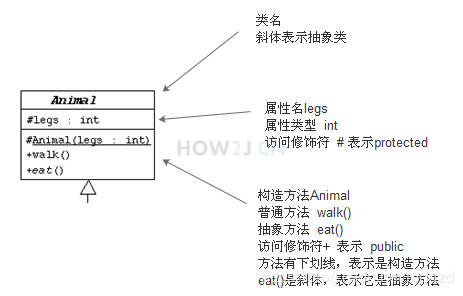 类名
斜体表示抽象类
Animal
#legs : int
#Animal(legs : int)
+walk()
+eat()
属性名legs
属性类型 int
访问修饰符 # 表示protected
HOW2J.CN
构造方法Animal
普通方法 walk()
抽象方法 eat()
访问修饰符+ 表示 public
方法有下划线，表示是构造方法
eat()是斜体，表示它是抽象方法